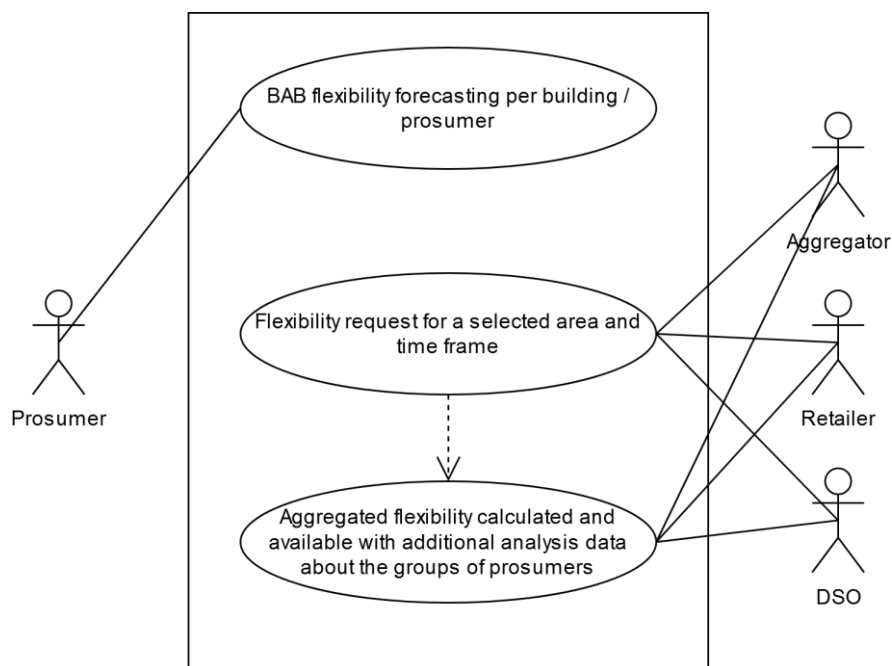 BAB flexibility forecasting per building /
prosumer
Aggregator
Flexibility request for a selected area and
time frame
Prosumer
Retailer
Aggregated flexibility calculated and
available with additional analysis data
about the groups of prosumers
DSO